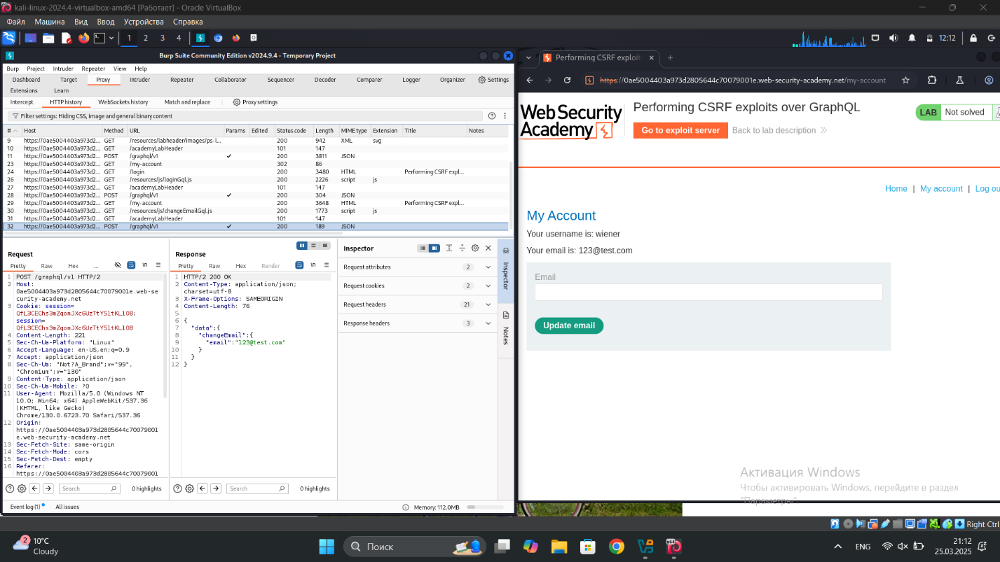 kali-linux-2024.4-virtualbox-amd64 [Работает] - Oracle VirtualBox
Файл Машина Вид Ввод Устройства Справка
1 2 3 4 12:12
Burp Suite Community Edition v2024.9.4 - Temporary Project
Burp Project Intruder Repeater View Help
Dashboard Target Proxy Intruder Repeater Collaborator Sequencer Decoder Comparer Logger Organizer Settings
Extensions Learn
Intercept HTTP history WebSockets history Match and replace Proxy settings
Filter settings: Hiding CSS, image and general binary content
# Host Method URL Params Edited Status code Length MIME type Extension Title Notes
9 https://0ae5004403a973d2... GET /resources/labheader/images/ps-l... 200 942 XML svg
10 https://0ae5004403a973d2... GET /academyLabHeader 101 147
11 https://0ae5004403a973d2... POST /graphql/v1 ✓ 200 3811 JSON
23 https://0ae5004403a973d2... GET /my-account 302 86
24 https://0ae5004403a973d2... GET /login 200 3480 HTML Performing CSRF expl...
26 https://0ae5004403a973d2... GET /resources/js/loginGql.js 200 2226 script js
27 https://0ae5004403a973d2... GET /academyLabHeader 101 147
28 https://0ae5004403a973d2... POST /graphql/v1 ✓ 200 304 JSON
29 https://0ae5004403a973d2... GET /my-account 200 3648 HTML Performing CSRF expl...
30 https://0ae5004403a973d2... GET /resources/js/changeEmailGql.js 200 1773 script js
31 https://0ae5004403a973d2... GET /academyLabHeader 101 147
32 https://0ae5004403a973d2... POST /graphql/v1 ✓ 200 189 JSON
Request
Pretty Raw Hex ... \n
1 POST /graphql/v1 HTTP/2
2 Host:
0ae5004403a973d2805644c70079001e.web-se
curity-academy.net
3 Cookie: session=
QfL3CEChs3mZqomJXc6UzTtY5ltKLl08;
session=
QfL3CEChs3mZqomJXc6UzTtY5ltKLl08
4 Content-Length: 221
5 Sec-Ch-Ua-Platform: "Linux"
6 Accept-Language: en-US,en;q=0.9
7 Accept: application/json
8 Sec-Ch-Ua: "Not?A_Brand";v="99",
"Chromium";v="130"
9 Content-Type: application/json
10 Sec-Ch-Ua-Mobile: ?0
11 User-Agent: Mozilla/5.0 (Windows NT
10.0; Win64; x64) AppleWebKit/537.36
(KHTML, like Gecko)
Chrome/130.0.6723.70 Safari/537.36
12 Origin:
https://0ae5004403a973d2805644c70079001
e.web-security-academy.net
13 Sec-Fetch-Site: same-origin
14 Sec-Fetch-Mode: cors
15 Sec-Fetch-Dest: empty
16 Referer:
https://0ae5004403a973d2805644c70079001
Search 0 highlights
Response
Pretty Raw Hex Render \n
1 HTTP/2 200 OK
2 Content-Type: application/json;
charset=utf-8
3 X-Frame-Options: SAMEORIGIN
4 Content-Length: 76
5
6 {
7 "data":{
8 "changeEmail":{
9 "email":"123@test.com"
10 }
11 }
12 }
Search 0 highlights
Inspector
Request attributes 2
Request cookies 2
Request headers 21
Response headers 3
Inspector
Notes
Event log (1) All issues Memory: 112.0MB
Performing CSRF exploit
https://0ae5004403a973d2805644c70079001e.web-security-academy.net/my-account
Web Security
Academy
Performing CSRF exploits over GraphQL
Go to exploit server Back to lab description
LAB Not solved
Home | My account | Log ou
My Account
Your username is: wiener
Your email is: 123@test.com
Email
Update email
Активация Windows
Чтобы активировать Windows, перейдите в раздел
"Параметры".
Right Ctrl
2
10°C
Cloudy
Поиск
x64
ENG
21:12
25.03.2025